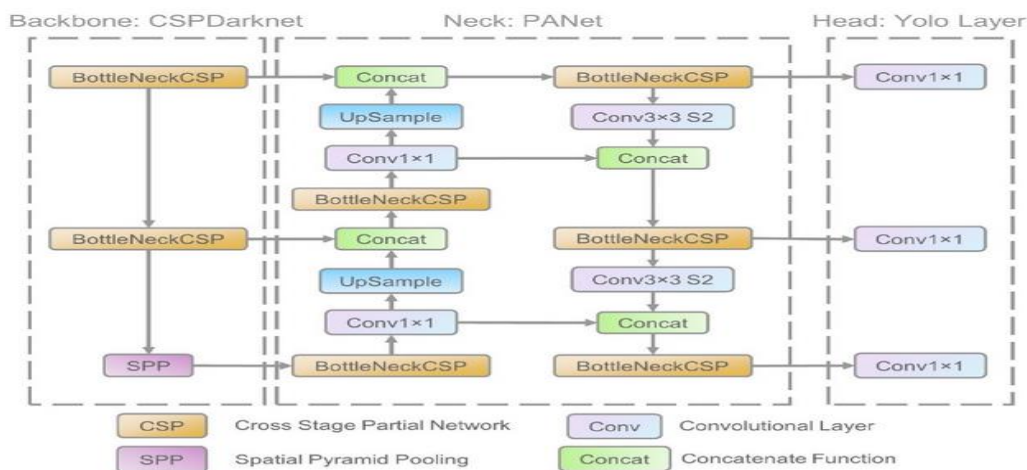 Backbone: CSPDarknet
Neck: PANet
Head: Yolo Layer
BottleNeckCSP
Concat
BottleNeckCSP
Conv1×1
UpSample
Conv3×3 S2
Conv1×1
Concat
BottleNeckCSP
BottleNeckCSP
Concat
BottleNeckCSP
Conv1×1
UpSample
Conv3×3 S2
Conv1×1
Concat
SPP
BottleNeckCSP
BottleNeckCSP
Conv1×1
CSP Cross Stage Partial Network
Conv Convolutional Layer
SPP Spatial Pyramid Pooling
Concat Concatenate Function